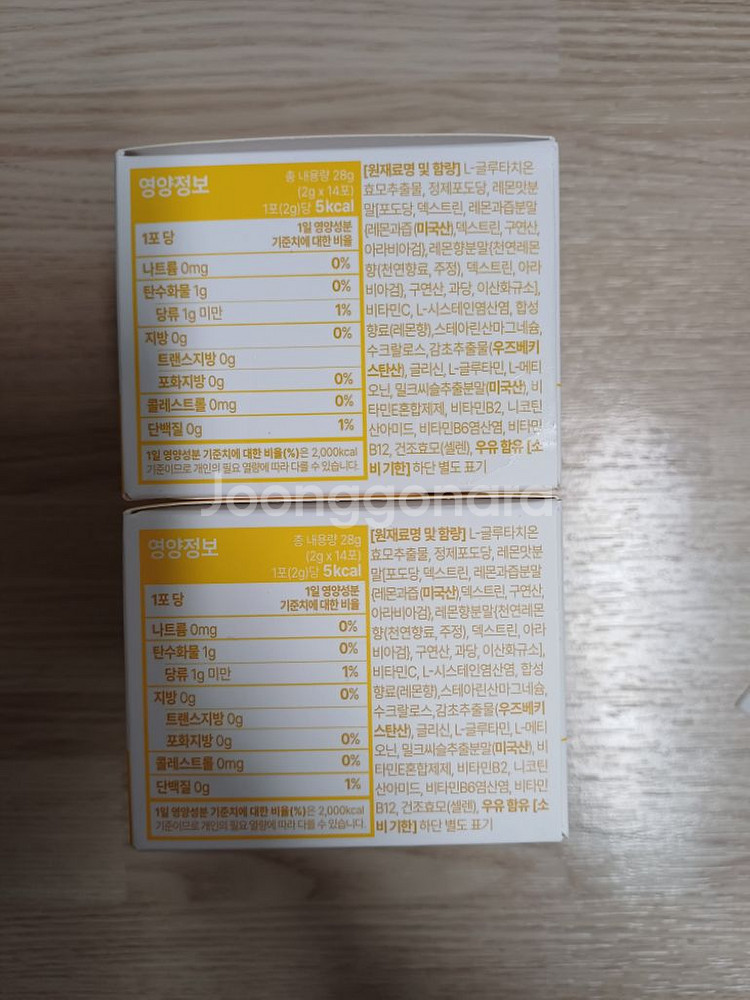 영양정보
총 내용량 28g
(2g x 14포)
1포(2g)당 5kcal
1포 당
1일 영양성분
기준치에 대한 비율
나트륨 0mg 0%
탄수화물 1g 0%
당류 1g 미만 1%
지방 0g 0%
트랜스지방 0g
포화지방 0g 0%
콜레스트롤 0mg 0%
단백질 0g 1%
1일 영양성분 기준치에 대한 비율(%)은 2,000kcal
기준이므로 개인의 필요 열량에 따라 다를 수 있습니다.
[원재료명 및 함량] L-글루타치온
효모추출물, 정제포도당, 레몬맛분
말[포도당, 덱스트린, 레몬과즙분말
{레몬과즙(미국산),덱스트린, 구연산,
아라비아검}, 레몬향분말{천연레몬
향(천연향료, 주정), 덱스트린, 아라
비아검}, 구연산, 과당, 이산화규소],
비타민C, L-시스테인염산염, 합성
향료(레몬향),스테아린산마그네슘,
수크랄로스,감초추출물(우즈베키
스탄산), 글리신, L-글루타민, L-메티
오닌, 밀크씨슬추출분말(미국산), 비
타민E혼합제제, 비타민B2, 니코틴
산아미드, 비타민B6염산염, 비타민
B12, 건조효모(셀렌), 우유 함유 [소
비 기한] 하단 별도 표기
Joonggonara
영양정보
총 내용량 28g
(2g x 14포)
1포(2g)당 5kcal
1포 당
1일 영양성분
기준치에 대한 비율
나트륨 0mg 0%
탄수화물 1g 0%
당류 1g 미만 1%
지방 0g 0%
트랜스지방 0g
포화지방 0g 0%
콜레스트롤 0mg 0%
단백질 0g 1%
1일 영양성분 기준치에 대한 비율(%)은 2,000kcal
기준이므로 개인의 필요 열량에 따라 다를 수 있습니다.
[원재료명 및 함량] L-글루타치온
효모추출물, 정제포도당, 레몬맛분
말[포도당, 덱스트린, 레몬과즙분말
{레몬과즙(미국산),덱스트린, 구연산,
아라비아검}, 레몬향분말{천연레몬
향(천연향료, 주정), 덱스트린, 아라
비아검}, 구연산, 과당, 이산화규소],
비타민C, L-시스테인염산염, 합성
향료(레몬향),스테아린산마그네슘,
수크랄로스,감초추출물(우즈베키
스탄산), 글리신, L-글루타민, L-메티
오닌, 밀크씨슬추출분말(미국산), 비
타민E혼합제제, 비타민B2, 니코틴
산아미드, 비타민B6염산염, 비타민
B12, 건조효모(셀렌), 우유 함유 [소
비 기한] 하단 별도 표기